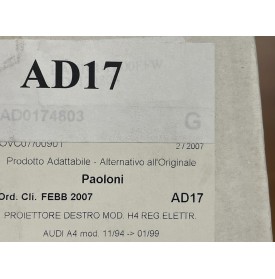 AD17
AD0174603
G
OVC07700901 2/2007
Prodotto Adattabile - Alternativo all'Originale
Paoloni
Ord. Cli. FEBB 2007 AD17
PROIETTORE DESTRO MOD. H4 REG ELETTR.
AUDI A4 mod. 11/94 -> 01/99